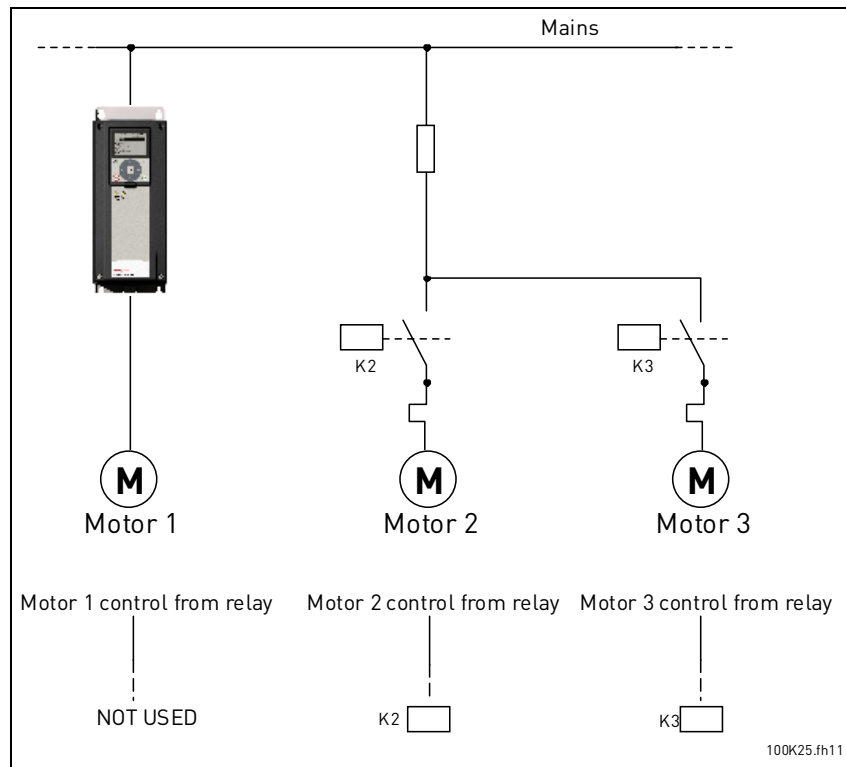 Mains
K2
K3
M
M
M
Motor 1
Motor 2
Motor 3
Motor 1 control from relay
Motor 2 control from relay
Motor 3 control from relay
NOT USED
K2
K3
100K25.fh11